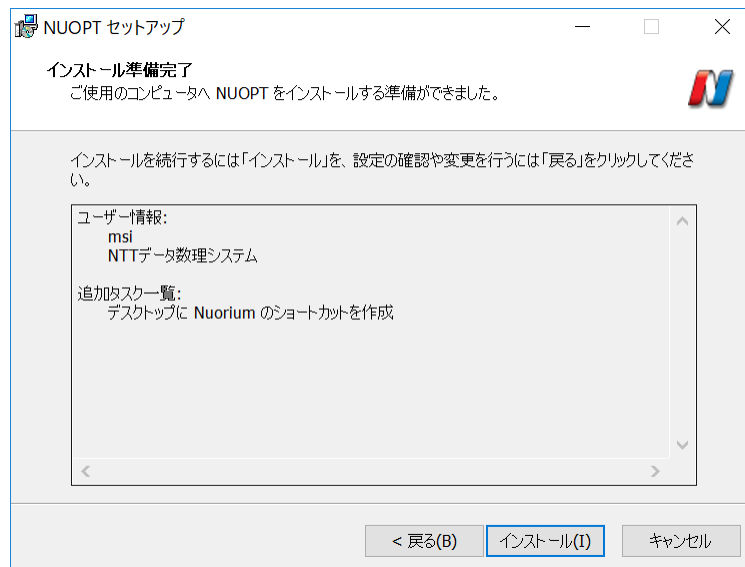 NUOPT セットアップ
インストール準備完了
ご使用のコンピュータへ NUOPT をインストールする準備ができました。
インストールを続行するには「インストール」を、設定の確認や変更を行うには「戻る」をクリックしてくださ
い。
ユーザー情報:
msi
NTTデータ数理システム
追加タスク一覧:
デスクトップに Nuorium のショートカットを作成
< 戻る(B)
インストール(I)
キャンセル